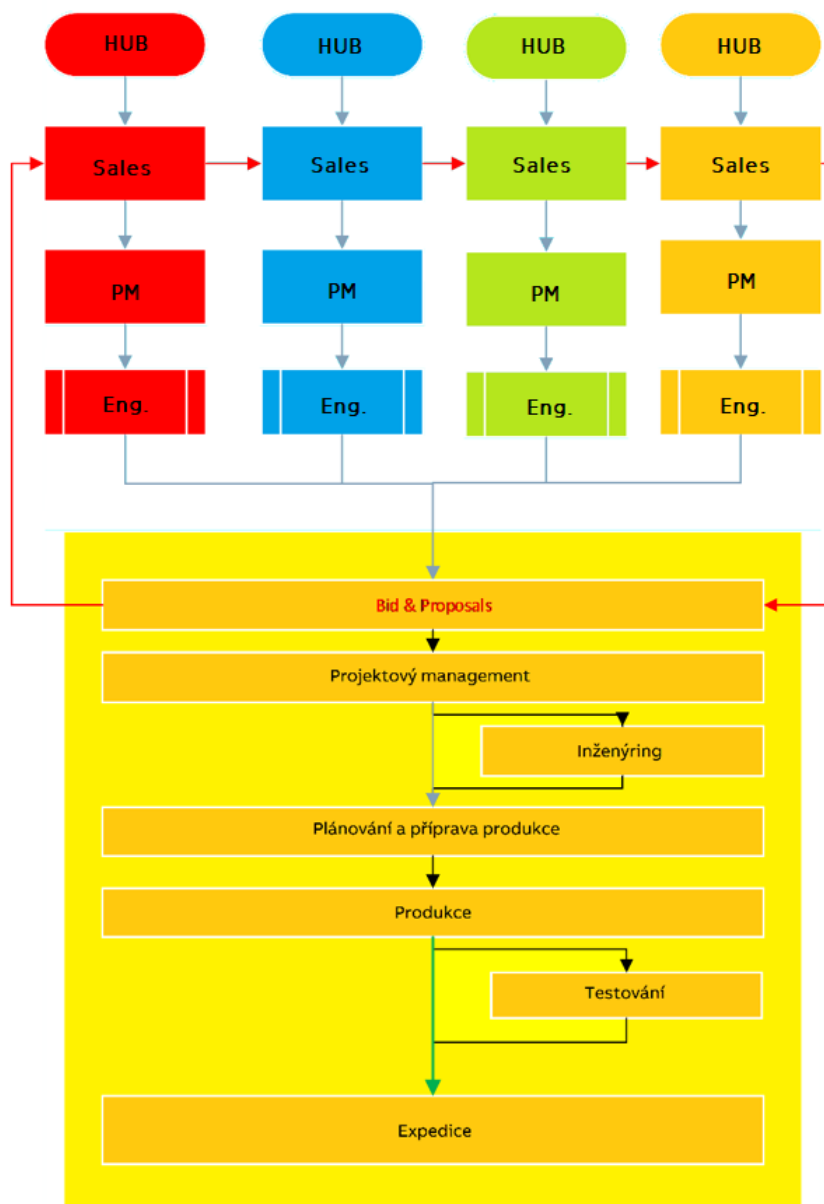 HUB
HUB
HUB
HUB
Sales
Sales
Sales
Sales
PM
PM
PM
PM
Eng.
Eng.
Eng.
Eng.
Bid & Proposals
Projektový management
Inženýring
Plánování a příprava produkce
Produkce
Testování
Expedice